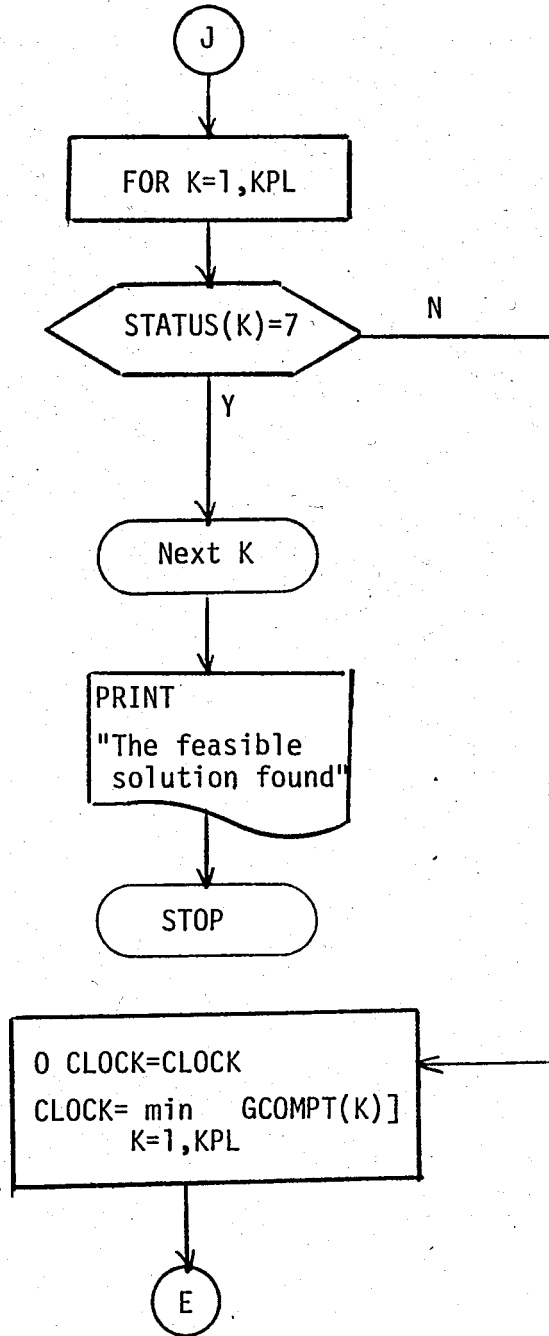 J
FOR K=1,KPL
STATUS(K)=7
N
Y
Next K
PRINT
"The feasible
solution found"
STOP
O CLOCK=CLOCK
CLOCK= min GCOMPT(K)]
K=1,KPL
E